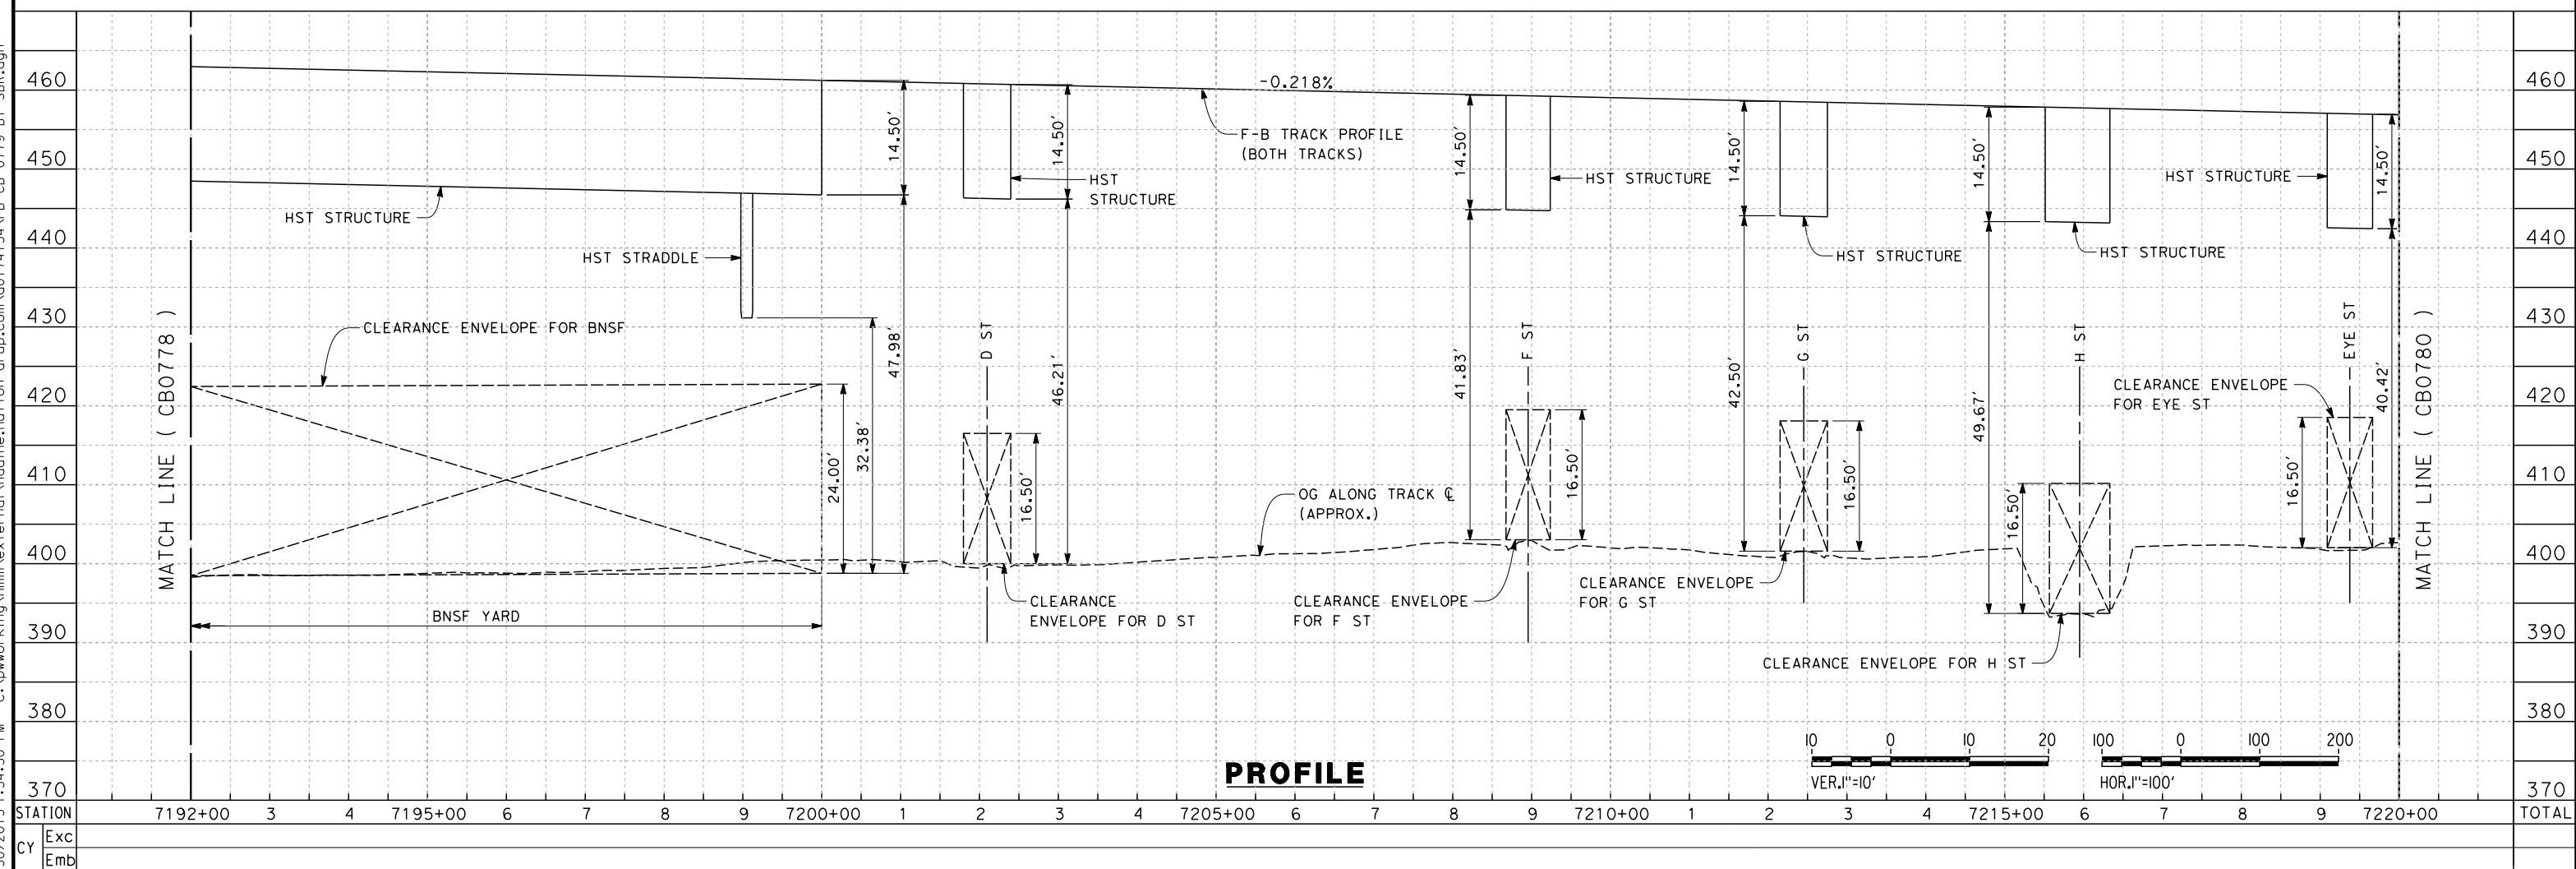 460
450
440
430
420
410
400
390
380
370
MATCH LINE ( CB0778 )
HST STRUCTURE
HST STRADDLE
CLEARANCE ENVELOPE FOR BNSF
BNSF YARD
24.00′
32.38′
14.50′
47.98′
D ST
16.50′
14.50′
46.21′
HST
STRUCTURE
CLEARANCE
ENVELOPE FOR D ST
-0.218%
F-B TRACK PROFILE
(BOTH TRACKS)
OG ALONG TRACK ℄
(APPROX.)
14.50′
41.83′
F ST
16.50′
HST STRUCTURE
CLEARANCE ENVELOPE
FOR F ST
14.50′
42.50′
G ST
16.50′
HST STRUCTURE
CLEARANCE ENVELOPE
FOR G ST
14.50′
49.67′
16.50′
H ST
HST STRUCTURE
CLEARANCE ENVELOPE FOR H ST
HST STRUCTURE
CLEARANCE ENVELOPE
FOR EYE ST
16.50′
EYE ST
14.50′
40.42′
MATCH LINE ( CB0780 )
460
450
440
430
420
410
400
390
380
370
PROFILE
10 0 10 20
VER.1"=10′
100 0 100 200
HOR.1"=100′
STATION 7192+00 3 4 7195+00 6 7 8 9 7200+00 1 2 3 4 7205+00 6 7 8 9 7210+00 1 2 3 4 7215+00 6 7 8 9 7220+00 TOTAL
CY
Exc
Emb